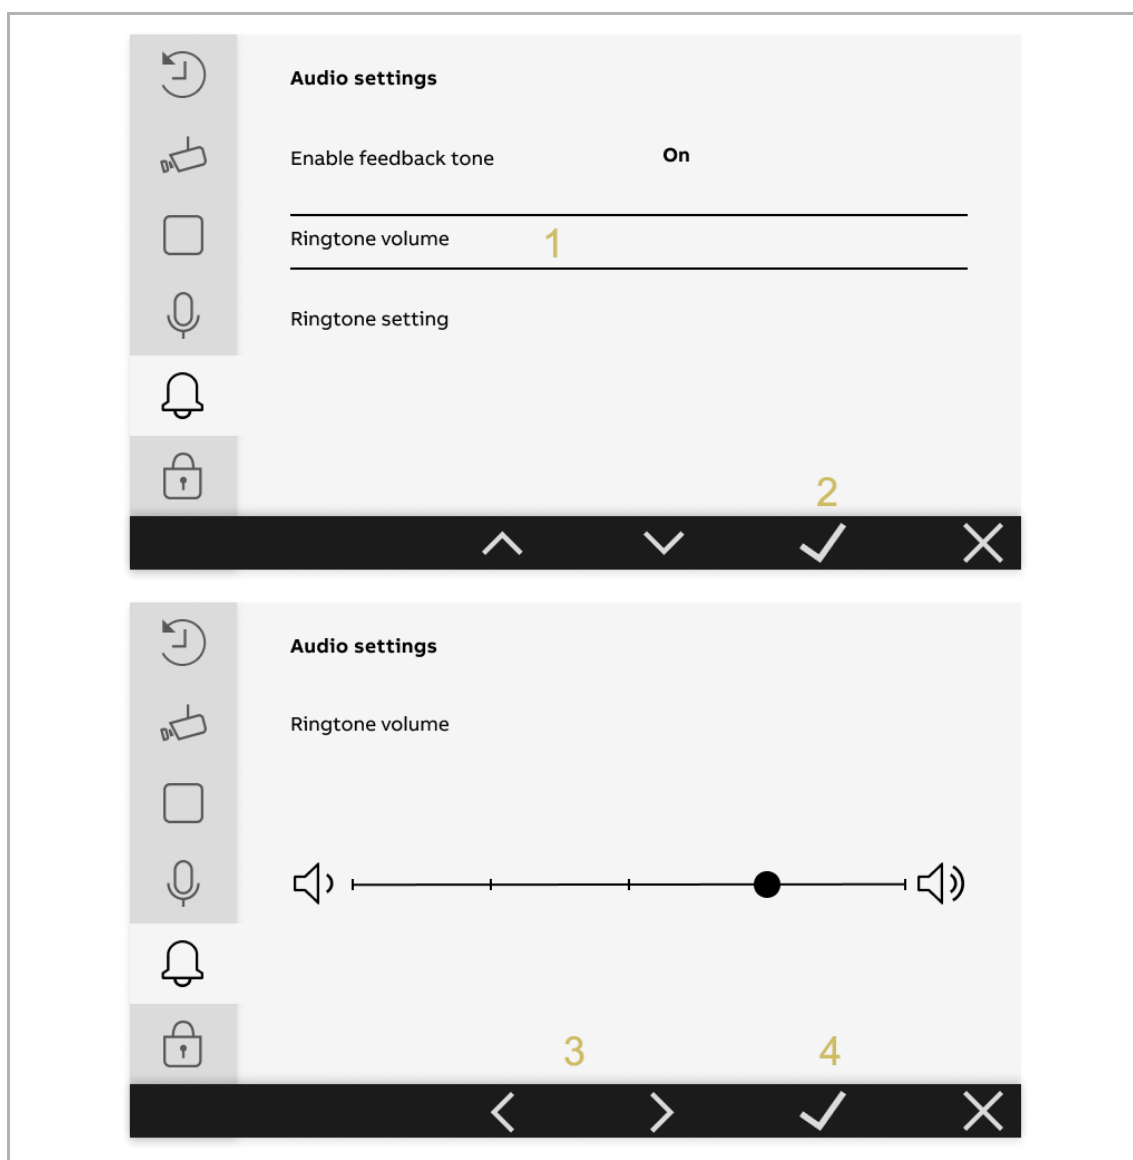 Audio settings
Enable feedback tone On
Ringtone volume 1
Ringtone setting
2
Audio settings
Ringtone volume
3 4